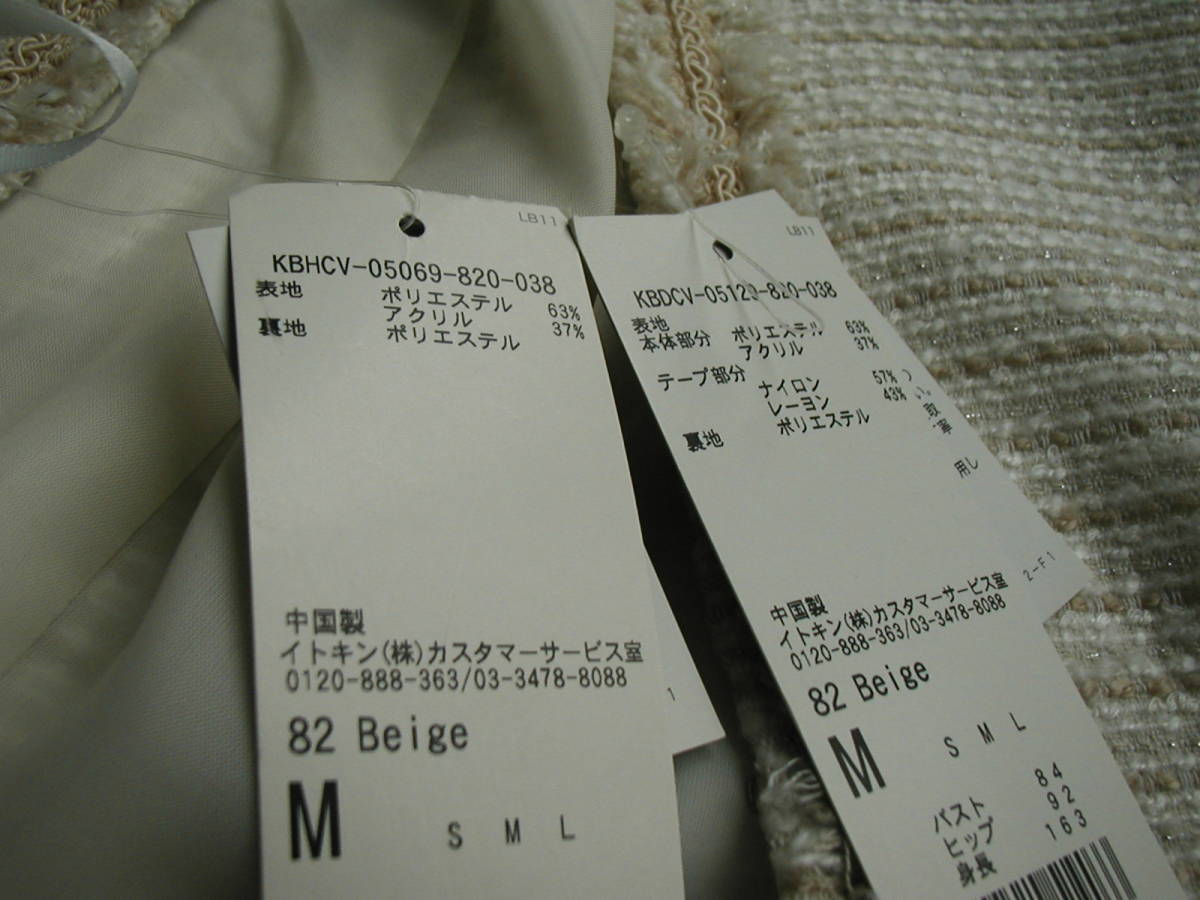 LB11
KBHCV-05069-820-038
表地 ポリエステル 63%
アクリル 37%
裏地 ポリエステル
中国製
イトキン(株)カスタマーサービス室
0120-888-363/03-3478-8088
82 Beige
M
S M L
1
LB11
KBDCV-05129-820-038
表地
本体部分 ポリエステル 63%
アクリル 37%
テープ部分 ナイロン 57%
レーヨン 43%
裏地 ポリエステル
中国製
イトキン(株)カスタマーサービス室
0120-888-363/03-3478-8088
82 Beige
M
S M L
バスト 84
ヒップ 92
身長 163
用し
2-F1